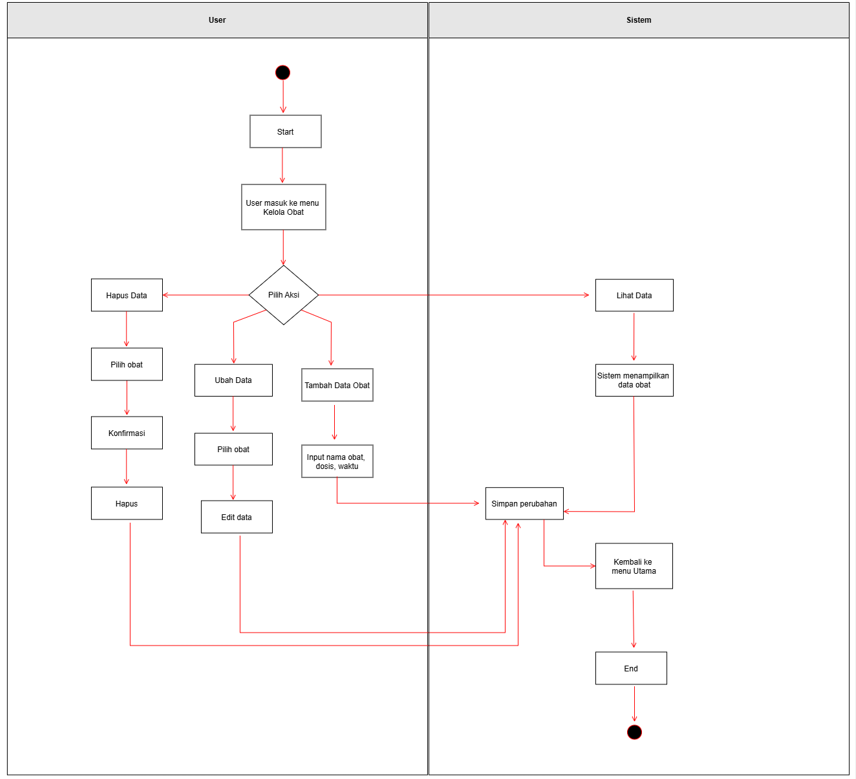 User
Sistem
Start
User masuk ke menu
Kelola Obat
Pilih Aksi
Hapus Data
Lihat Data
Pilih obat
Ubah Data
Tambah Data Obat
Sistem menampilkan
data obat
Konfirmasi
Pilih obat
Input nama obat,
dosis, waktu
Hapus
Edit data
Simpan perubahan
Kembali ke
menu Utama
End